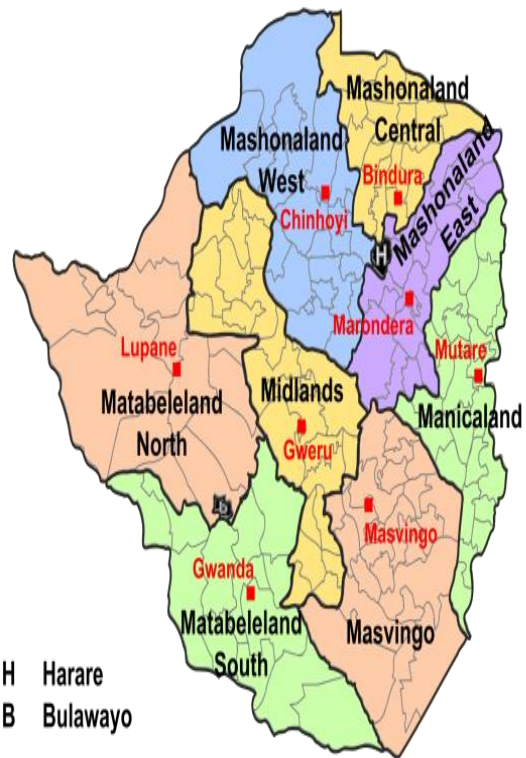 Mashonaland
Central
Mashonaland
West
Bindura
Chinhoyi
Mashonaland
East
H
Marondera
Lupane
Mutare
Matabeleland
North
Midlands
Manicaland
Gweru
B
Masvingo
Gwanda
Matabeleland
South
Masvingo
H Harare
B Bulawayo